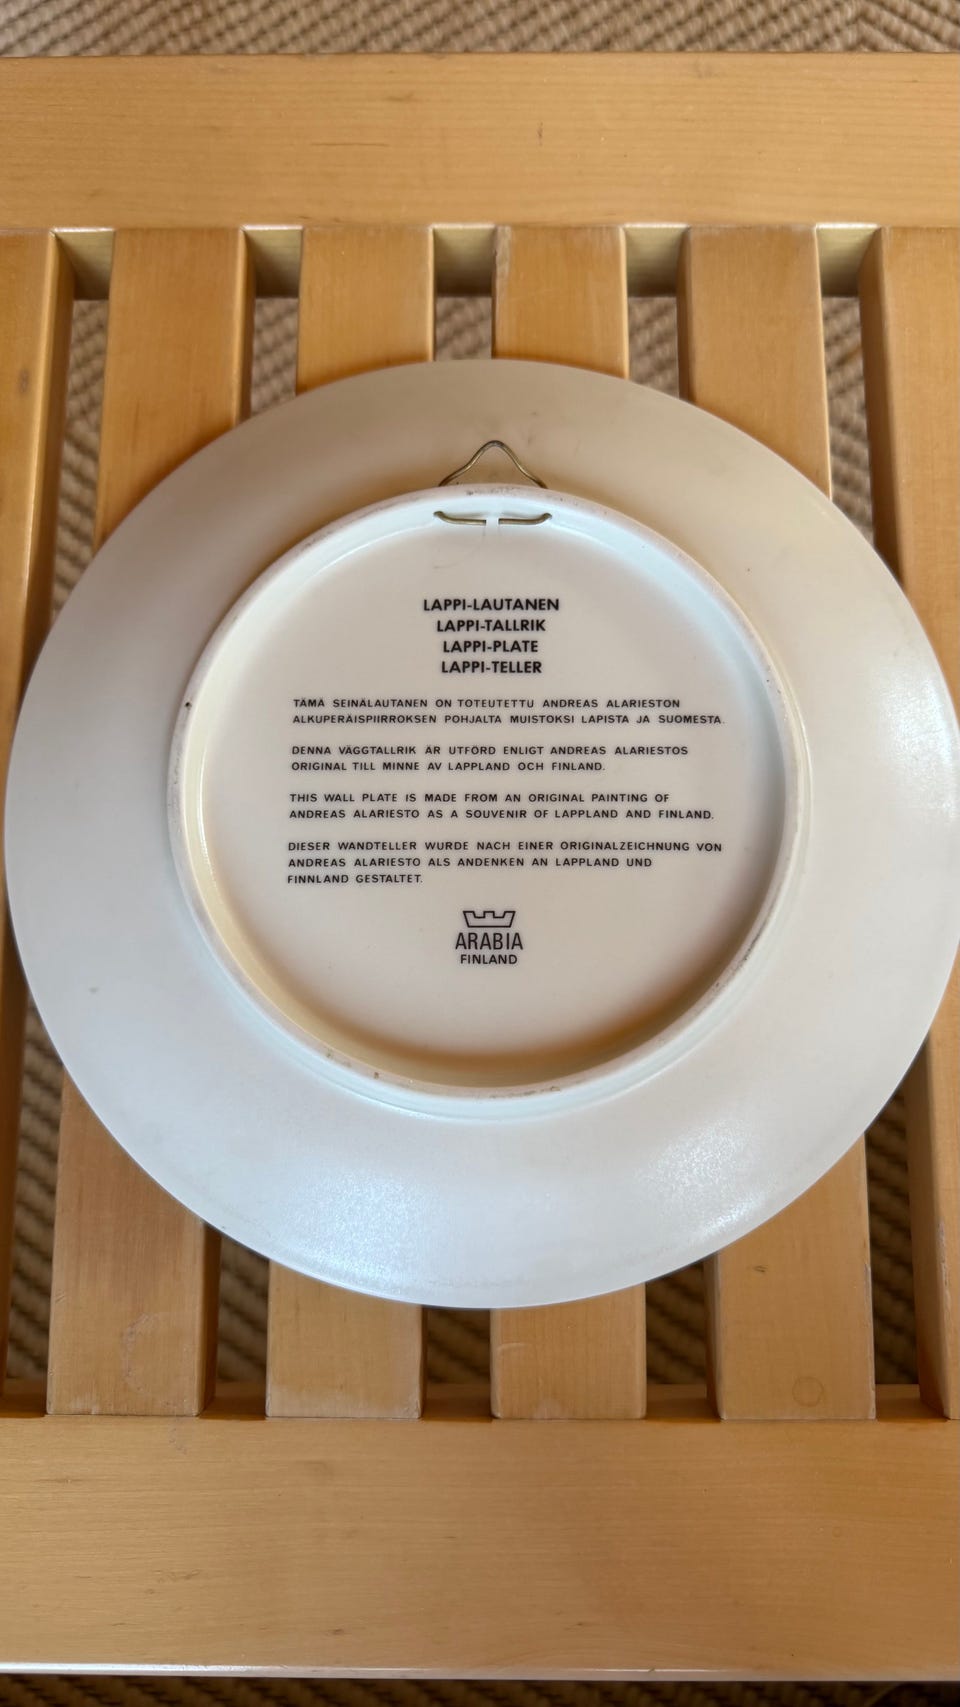 LAPPI-LAUTANEN
LAPPI-TALLRIK
LAPPI-PLATE
LAPPI-TELLER
TÄMÄ SEINÄLAUTANEN ON TOTEUTETTU ANDREAS ALARIESTON
ALKUPERÄISPIIRROKSEN POHJALTA MUISTOKSI LAPISTA JA SUOMESTA.
DENNA VÄGGTALLRIK ÄR UTFÖRD ENLIGT ANDREAS ALARIESTOS
ORIGINAL TILL MINNE AV LAPPLAND OCH FINLAND.
THIS WALL PLATE IS MADE FROM AN ORIGINAL PAINTING OF
ANDREAS ALARIESTO AS A SOUVENIR OF LAPPLAND AND FINLAND.
DIESER WANDTELLER WURDE NACH EINER ORIGINALZEICHNUNG VON
ANDREAS ALARIESTO ALS ANDENKEN AN LAPPLAND UND
FINNLAND GESTALTET.
ARABIA
FINLAND